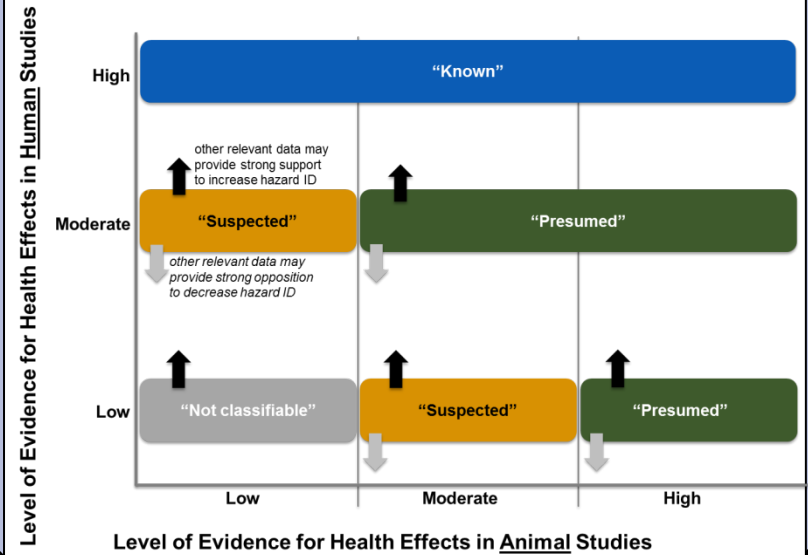 Level of Evidence for Health Effects in Human Studies
High
“Known”
other relevant data may
provide strong support
to increase hazard ID
Moderate
“Suspected”
“Presumed”
other relevant data may
provide strong opposition
to decrease hazard ID
Low
“Not classifiable”
“Suspected”
“Presumed”
Low
Moderate
High
Level of Evidence for Health Effects in Animal Studies